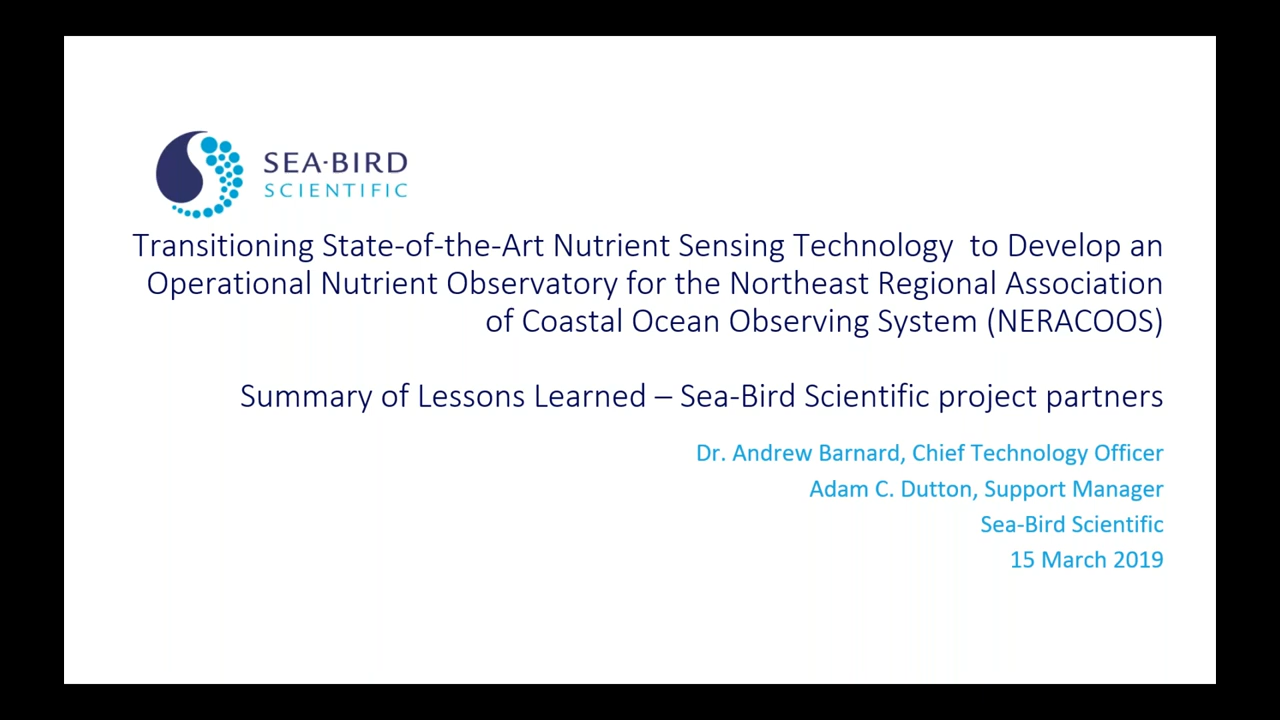 SEA·BIRD
SCIENTIFIC
Transitioning State-of-the-Art Nutrient Sensing Technology to Develop an
Operational Nutrient Observatory for the Northeast Regional Association
of Coastal Ocean Observing System (NERACOOS)
Summary of Lessons Learned – Sea-Bird Scientific project partners
Dr. Andrew Barnard, Chief Technology Officer
Adam C. Dutton, Support Manager
Sea-Bird Scientific
15 March 2019